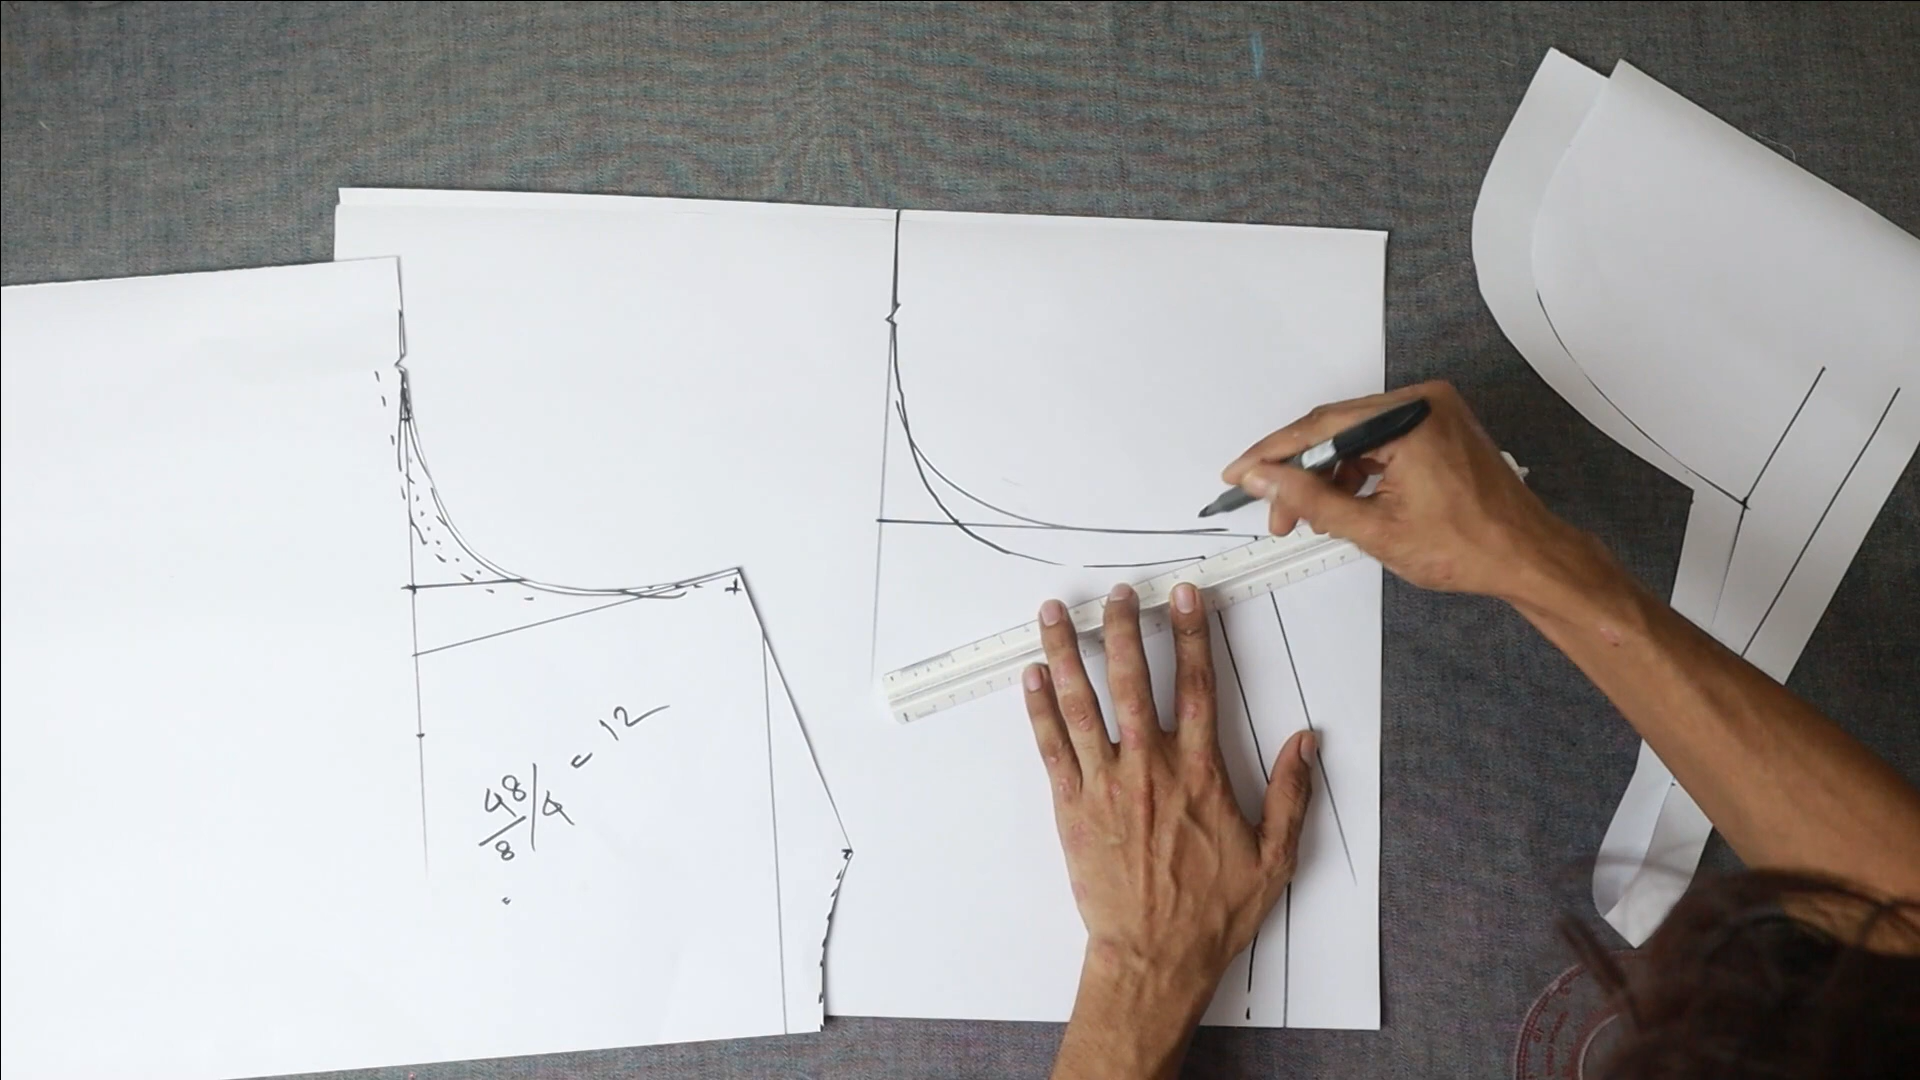 48/4 = 12
8
=